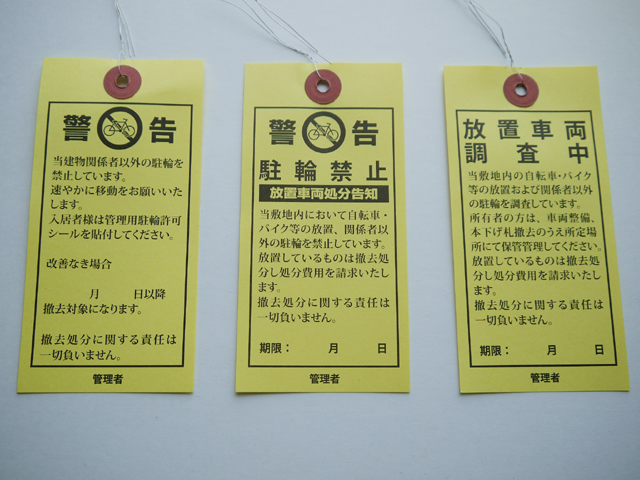 警告
当建物関係者以外の駐輪を
禁止しています。
速やかに移動をお願いいた
します。
入居者様は管理用駐輪許可
シールを貼付してください。
改善なき場合
月 日以降
撤去対象になります。
撤去処分に関する責任は
一切負いません。
管理者
警告
駐輪禁止
放置車両処分告知
当敷地内において自転車・
バイク等の放置、関係者以
外の駐輪を禁止しています。
放置しているものは撤去処
分し処分費用を請求いたし
ます。
撤去処分に関する責任は
一切負いません。
期限： 月 日
管理者
放置車両
調査中
当敷地内の自転車・バイク
等の放置および関係者以外
の駐輪を調査しています。
所有者の方は、車両整備、
本下げ札撤去のうえ所定場
所にて保管管理してください。
放置しているものは撤去処
分し処分費用を請求いたし
ます。
撤去処分に関する責任は
一切負いません。
期限： 月 日
管理者